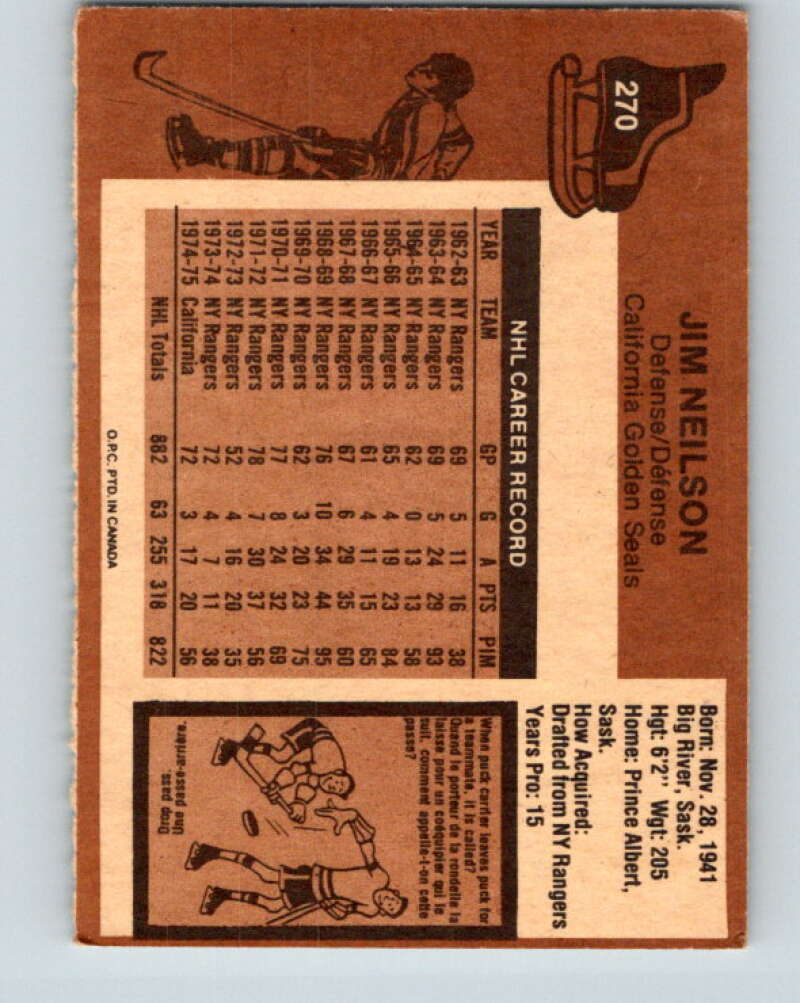 270
JIM NEILSON
Defense/Défense
California Golden Seals
Born: Nov. 28, 1941
Big River, Sask.
Hgt: 6'2" Wgt: 205
Home: Prince Albert,
Sask.
How Acquired:
Drafted from NY Rangers
Years Pro: 15
NHL CAREER RECORD
YEAR TEAM GP G A PTS PIM
1962-63 NY Rangers 69 5 11 16 38
1963-64 NY Rangers 69 5 24 29 93
1964-65 NY Rangers 62 0 13 13 58
1965-66 NY Rangers 65 4 19 23 84
1966-67 NY Rangers 61 4 11 15 65
1967-68 NY Rangers 67 6 29 35 60
1968-69 NY Rangers 76 10 34 44 95
1969-70 NY Rangers 62 3 20 23 75
1970-71 NY Rangers 77 8 24 32 69
1971-72 NY Rangers 78 7 30 37 56
1972-73 NY Rangers 52 4 16 20 35
1973-74 NY Rangers 72 4 7 11 38
1974-75 California 72 3 17 20 56
NHL Totals 882 63 255 318 822
When puck carrier leaves puck for
a teammate, it is called?
Quand le porteur de la rondelle la
laisse pour un coéquipier qui le
suit, comment appelle-t-on cette
passe?
Drop pass.
Une passe-arrière.
O.P.C. PTD. IN CANADA